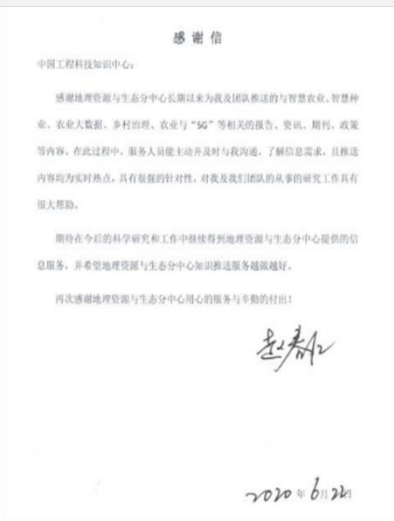 感谢信
中国工程科技知识中心：
感谢地理资源与生态分中心长期以来为我及团队推送的与智慧农业、智慧种
业、农业大数据、乡村治理、农业与“5G”等相关的报告、资讯、期刊、政策
等内容。在此过程中，服务人员能主动并及时与我沟通，了解信息需求，且推送
内容均为实时热点，具有很强的针对性，对我及我们团队的从事的研究工作具有
很大帮助。
期待在今后的科学研究和工作中继续得到地理资源与生态分中心提供的信
息服务，并希望地理资源与生态分中心知识推送服务越做越好。
再次感谢地理资源与生态分中心用心的服务与辛勤的付出！
赵春江
2020年6月22日